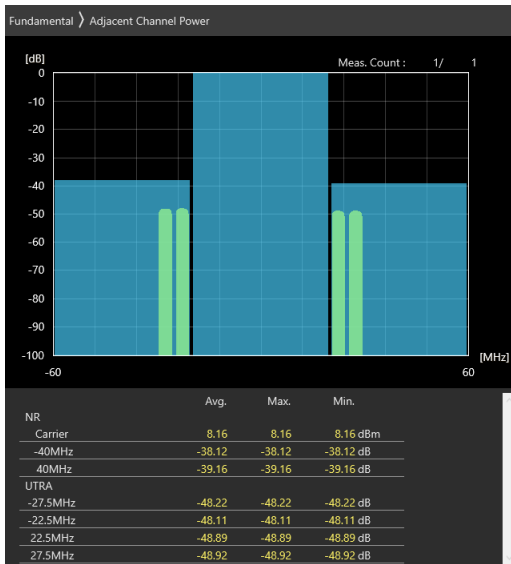 Fundamental 〉 Adjacent Channel Power
[dB]
Meas. Count : 1/ 1
0
-10
-20
-30
-40
-50
-60
-70
-80
-90
-100
[MHz]
-60 60
Avg. Max. Min.
NR
Carrier 8.16 8.16 8.16 dBm
-40MHz -38.12 -38.12 -38.12 dB
40MHz -39.16 -39.16 -39.16 dB
UTRA
-27.5MHz -48.22 -48.22 -48.22 dB
-22.5MHz -48.11 -48.11 -48.11 dB
22.5MHz -48.89 -48.89 -48.89 dB
27.5MHz -48.92 -48.92 -48.92 dB